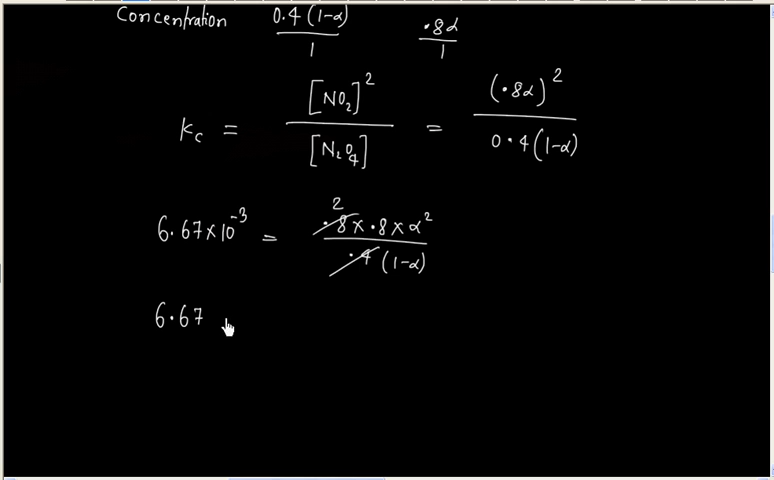 Concentration 0.4(1-α)/1 .8α/1
Kc = [NO2]^2/[N2O4] = (.8α)^2/0.4(1-α)
6.67×10^-3 = 2 .8×.8×α^2/.4(1-α)
6.67